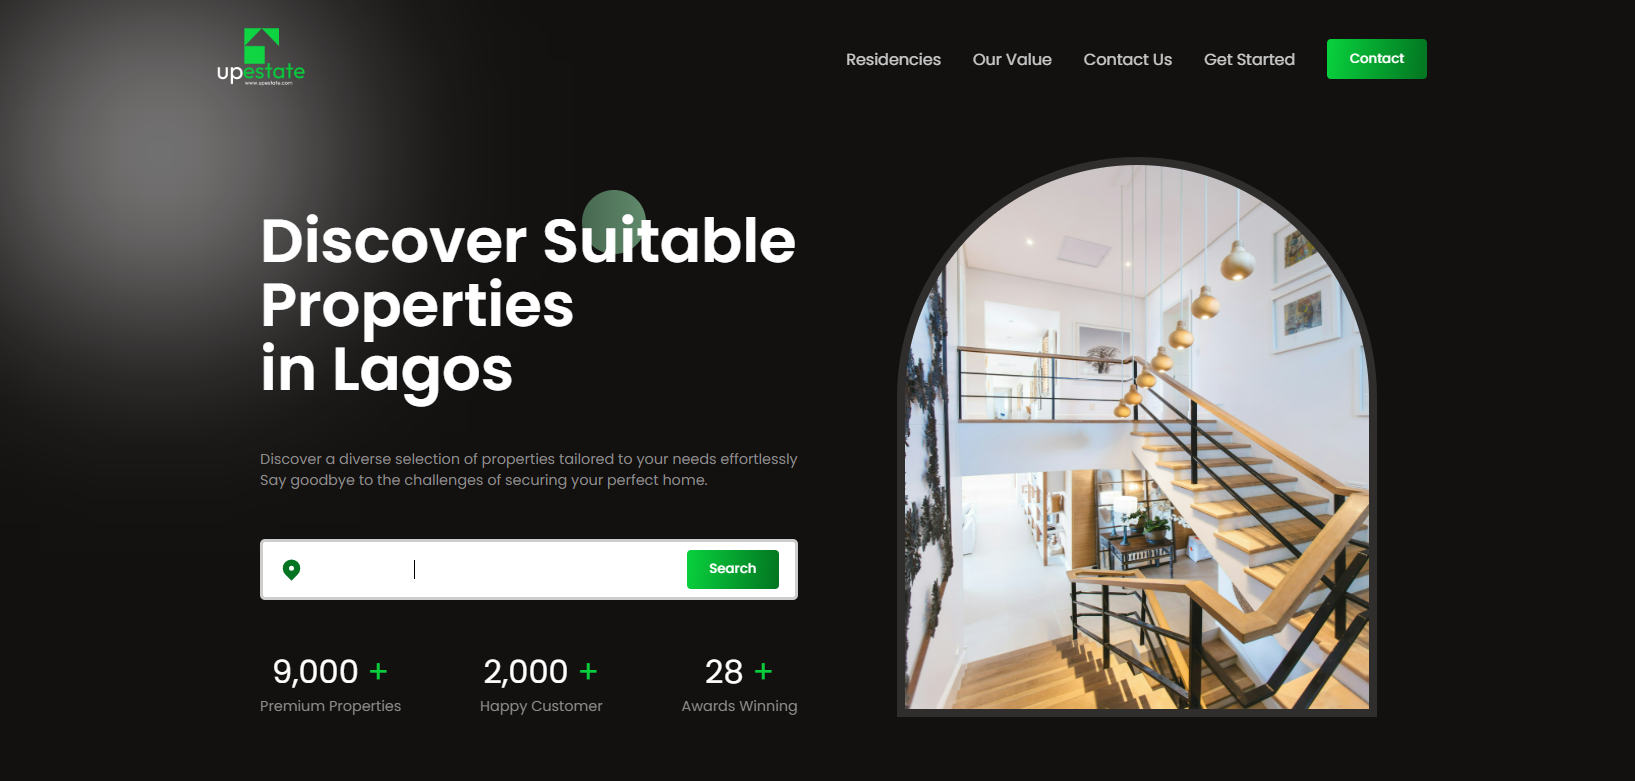 upestate
www.upestate.com
Residencies
Our Value
Contact Us
Get Started
Contact
Discover Suitable
Properties
in Lagos
Discover a diverse selection of properties tailored to your needs effortlessly
Say goodbye to the challenges of securing your perfect home.
Search
9,000 +
2,000 +
28 +
Premium Properties
Happy Customer
Awards Winning